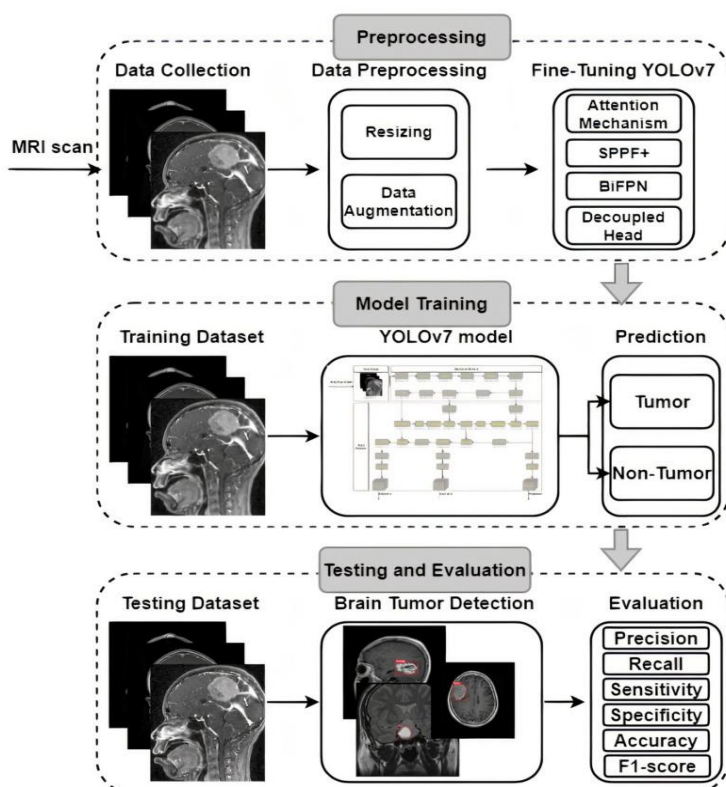 Preprocessing
Data Collection
Data Preprocessing
Fine-Tuning YOLOv7
MRI scan
Resizing
Data
Augmentation
Attention
Mechanism
SPPF+
BiFPN
Decoupled
Head
Model Training
Training Dataset
YOLOv7 model
Prediction
Tumor
Non-Tumor
Testing and Evaluation
Testing Dataset
Brain Tumor Detection
Evaluation
Precision
Recall
Sensitivity
Specificity
Accuracy
F1-score